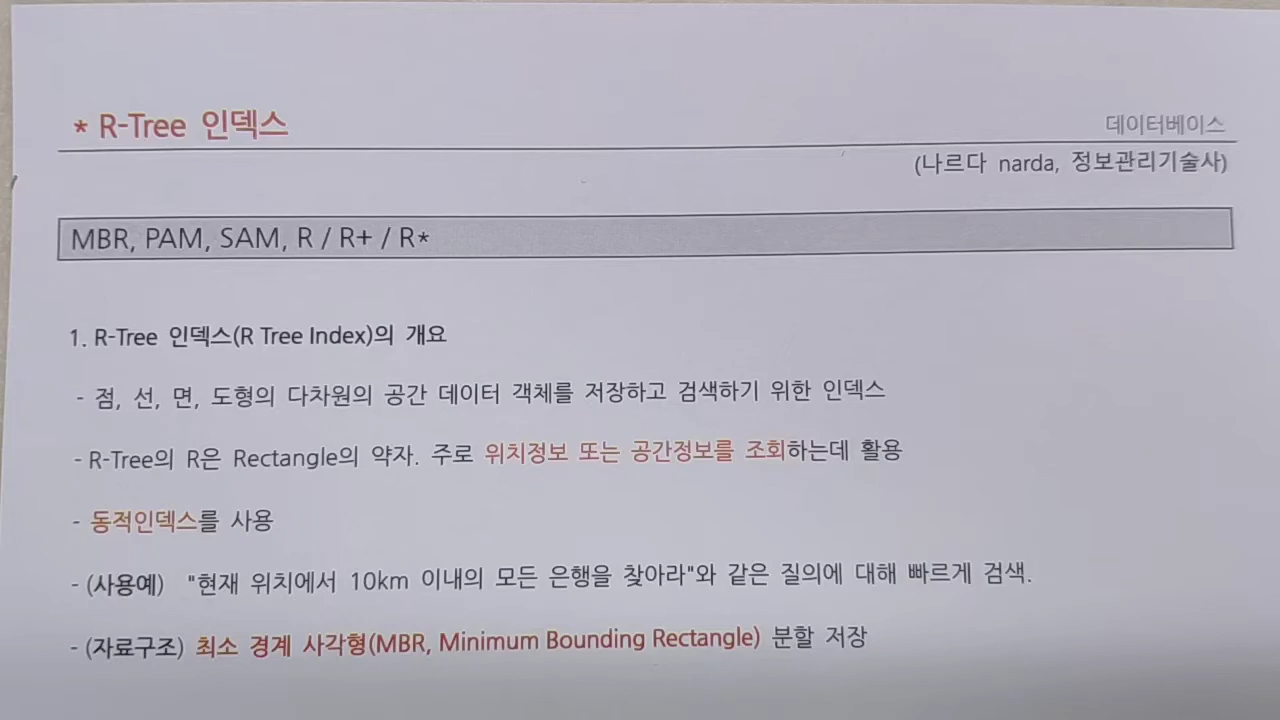 * R-Tree 인덱스
데이터베이스
(나르다 narda, 정보관리기술사)
MBR, PAM, SAM, R / R+ / R*
1. R-Tree 인덱스(R Tree Index)의 개요
- 점, 선, 면, 도형의 다차원의 공간 데이터 객체를 저장하고 검색하기 위한 인덱스
- R-Tree의 R은 Rectangle의 약자. 주로 위치정보 또는 공간정보를 조회하는데 활용
- 동적인덱스를 사용
- (사용예) "현재 위치에서 10km 이내의 모든 은행을 찾아라"와 같은 질의에 대해 빠르게 검색.
- (자료구조) 최소 경계 사각형(MBR, Minimum Bounding Rectangle) 분할 저장